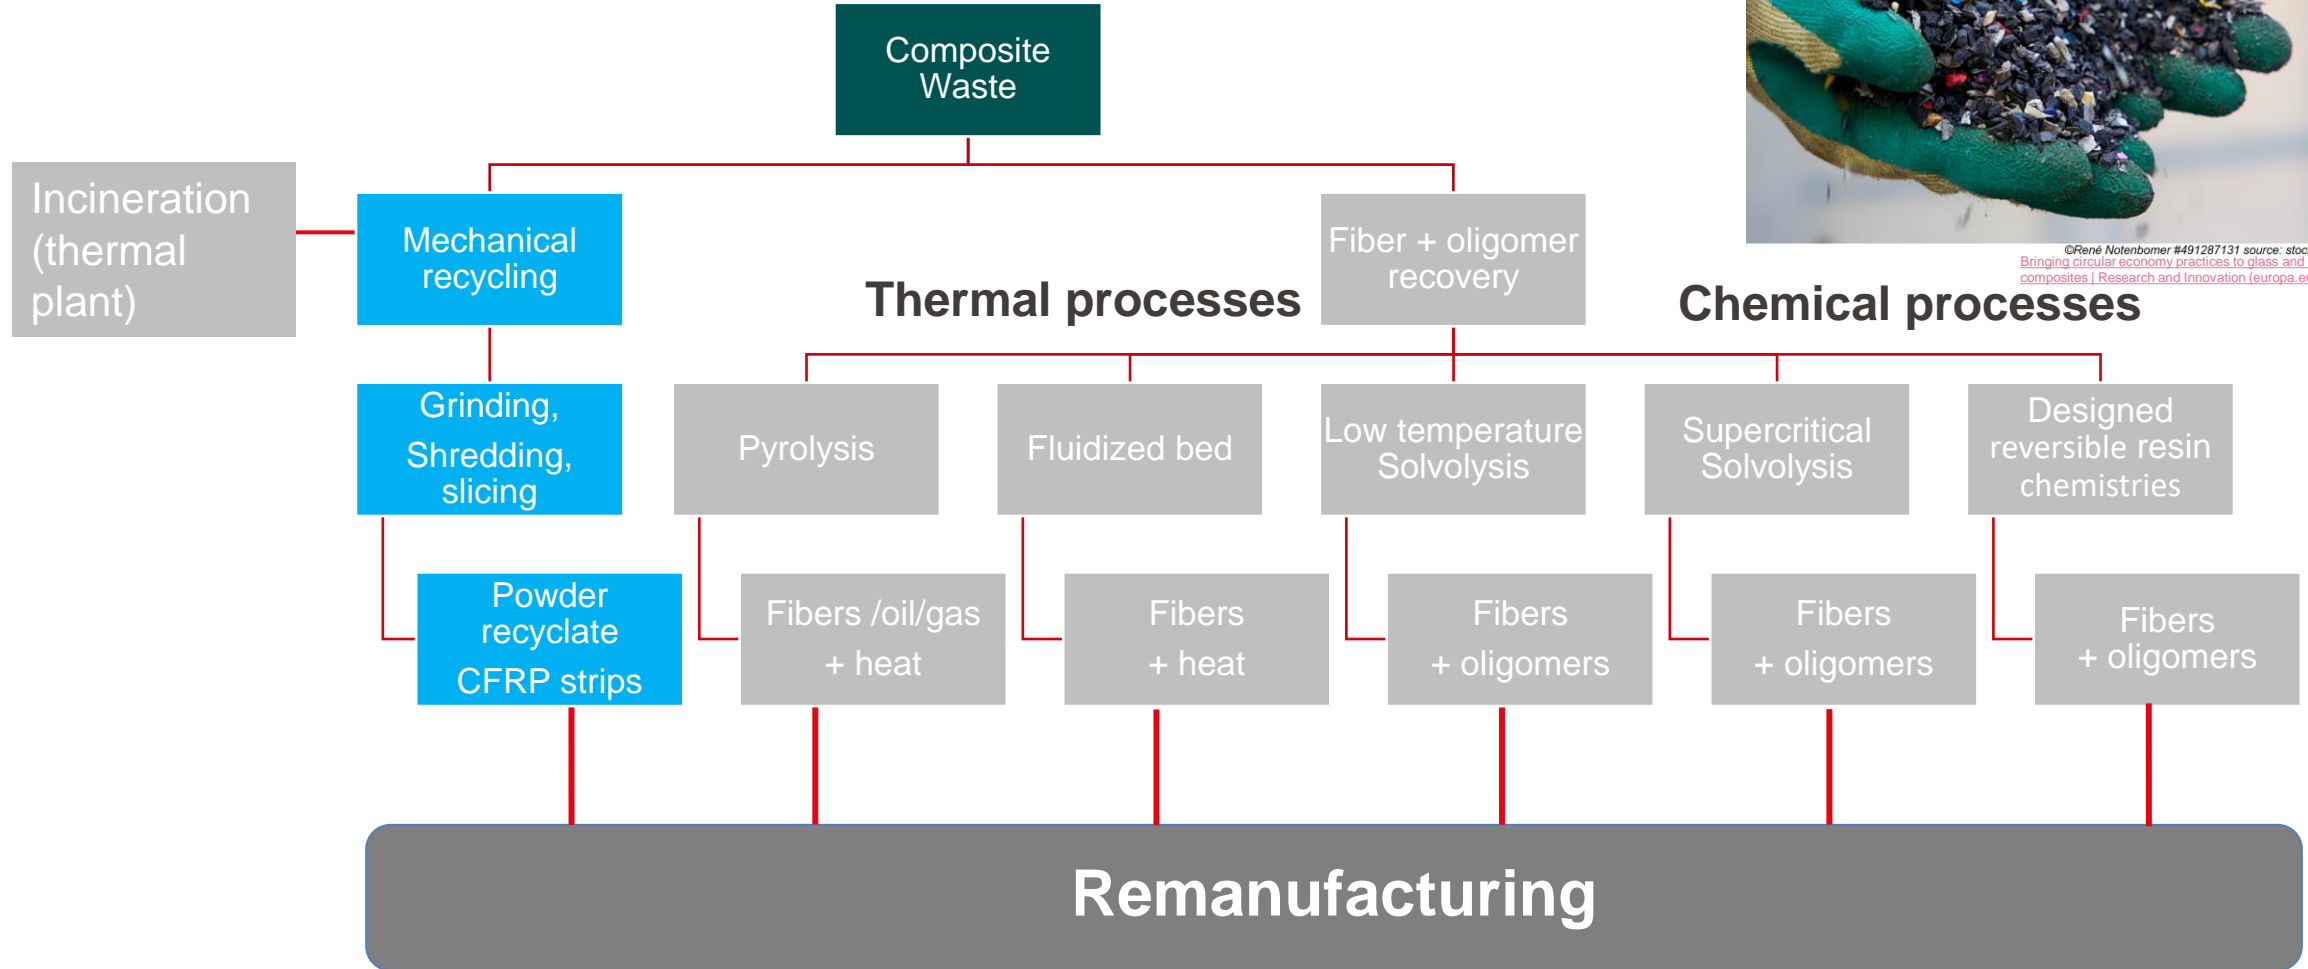 Composite
Waste
Incineration
(thermal
plant)
Mechanical
recycling
Fiber + oligomer
recovery
©René Notenbomer #491287131 source: stoc
Bringing circular economy practices to glass and
composites | Research and Innovation (europa.eu
Thermal processes
Chemical processes
Grinding,
Shredding,
slicing
Pyrolysis
Fluidized bed
Low temperature
Solvolysis
Supercritical
Solvolysis
Designed
reversible resin
chemistries
Powder
recyclate
CFRP strips
Fibers /oil/gas
+ heat
Fibers
+ heat
Fibers
+ oligomers
Fibers
+ oligomers
Fibers
+ oligomers
Remanufacturing